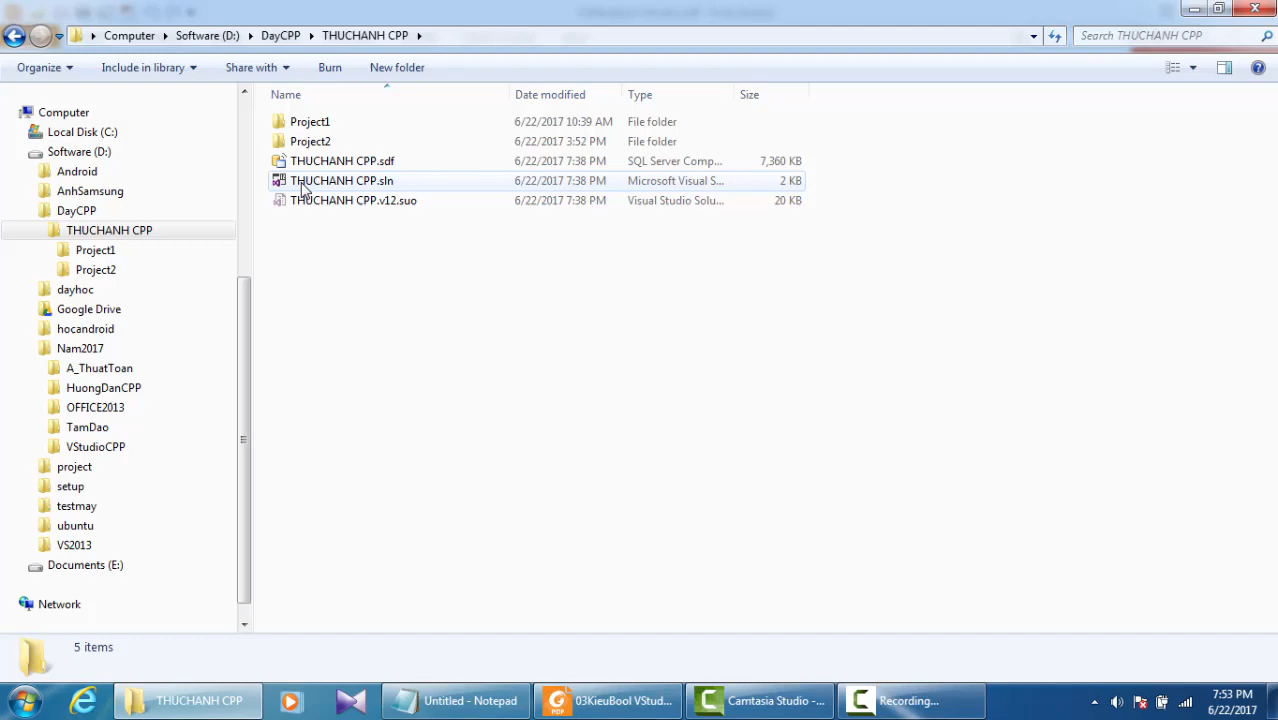 Computer Software (D:) DayCPP THUCHANH CPP Search THUCHANH CPP
Organize Include in library Share with Burn New folder
Computer
Local Disk (C:)
Software (D:)
Android
AnhSamsung
DayCPP
THUCHANH CPP
Project1
Project2
dayhoc
Google Drive
hocandroid
Nam2017
A_ThuatToan
HuongDanCPP
OFFICE2013
TamDao
VStudioCPP
project
setup
testmay
ubuntu
VS2013
Documents (E:)
Network
Name Date modified Type Size
Project1 6/22/2017 10:39 AM File folder
Project2 6/22/2017 3:52 PM File folder
THUCHANH CPP.sdf 6/22/2017 7:38 PM SQL Server Comp... 7,360 KB
THUCHANH CPP.sln 6/22/2017 7:38 PM Microsoft Visual S... 2 KB
THUCHANH CPP.v12.suo 6/22/2017 7:38 PM Visual Studio Solu... 20 KB
5 items
THUCHANH CPP Untitled - Notepad 03KieuBool VStud... Camtasia Studio -... Recording...
7:53 PM
6/22/2017